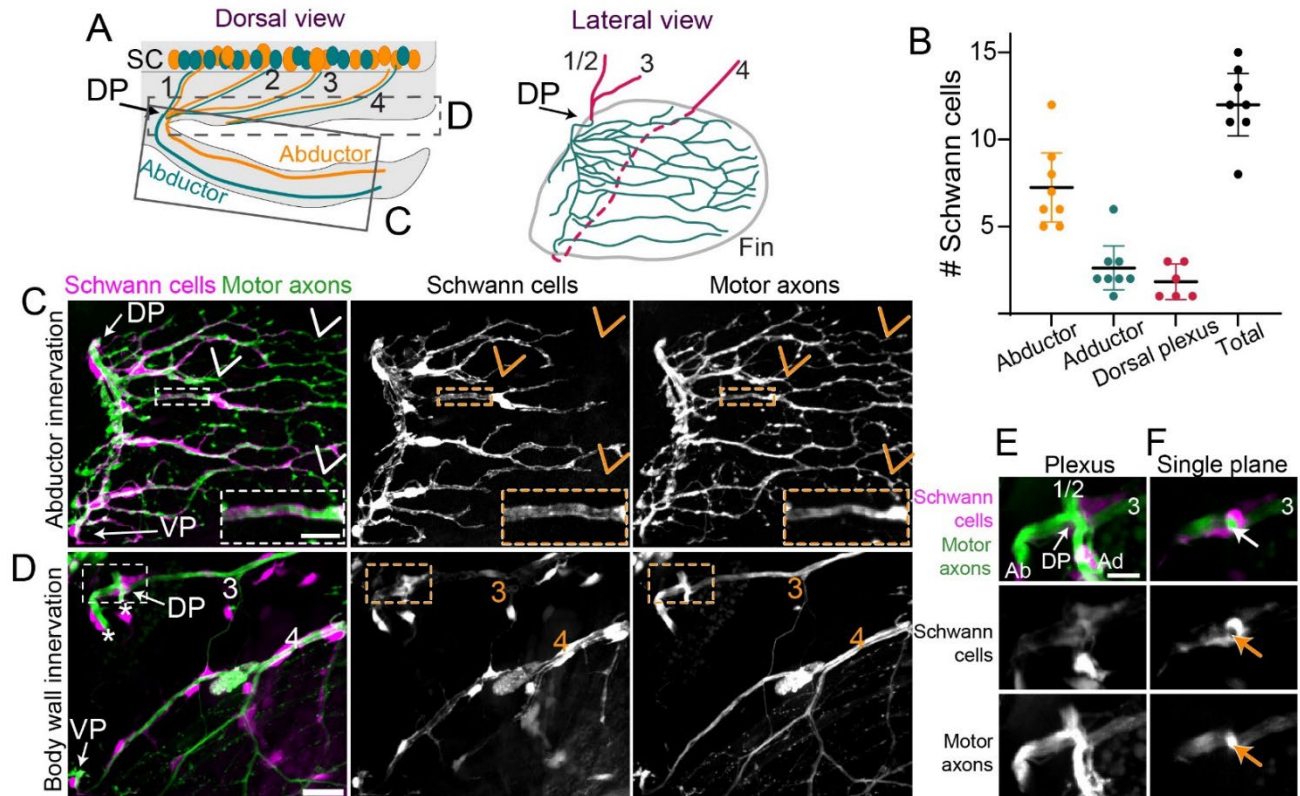 A
Dorsal view
SC
1
2
3
4
DP
D
Abductor
Abductor
C
Lateral view
1/2
3
4
DP
Fin
B
# Schwann cells
15
10
5
Abductor
Adductor
Dorsal plexus
Total
C
Schwann cells Motor axons
Schwann cells
Motor axons
Abductor innervation
DP
VP
D
Body wall innervation
DP
3
4
*
*
VP
3
4
3
4
E
Plexus
1/2
3
Schwann cells
Motor axons
DP
Ab
Ad
Schwann cells
Motor axons
F
Single plane
3